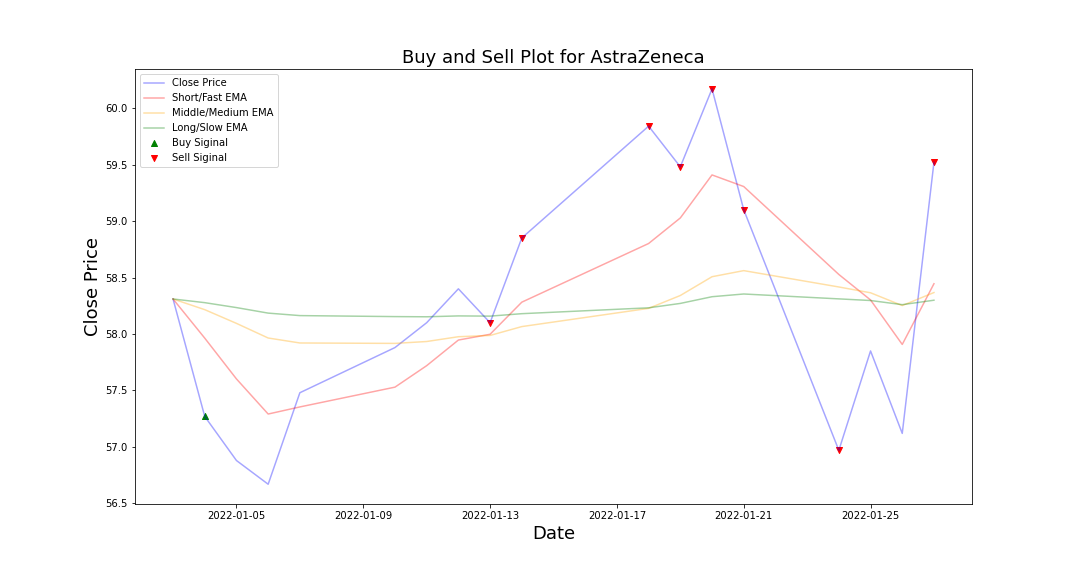 Buy and Sell Plot for AstraZeneca
Close Price
Short/Fast EMA
Middle/Medium EMA
Long/Slow EMA
Buy Siginal
Sell Siginal
60.0
59.5
59.0
58.5
58.0
57.5
57.0
56.5
Close Price
2022-01-05 2022-01-09 2022-01-13 2022-01-17 2022-01-21 2022-01-25
Date